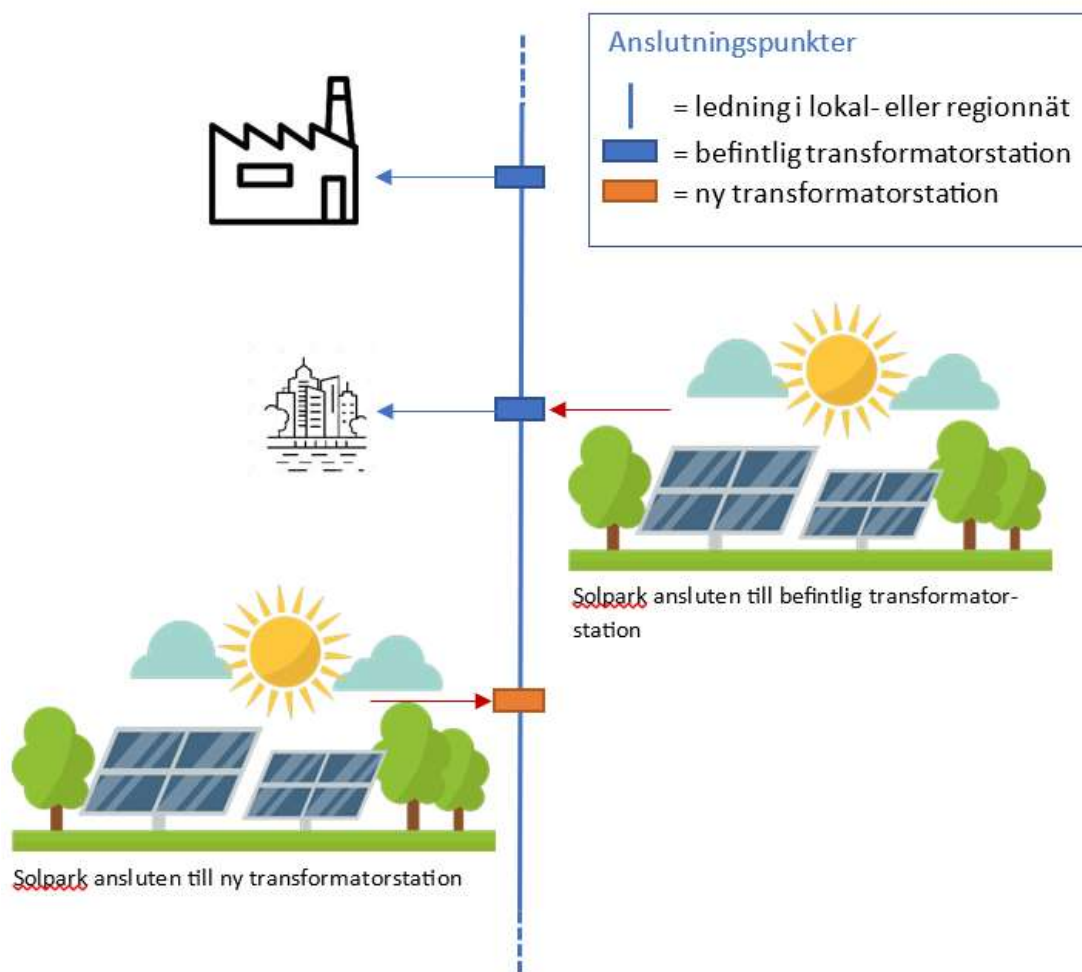 Anslutningspunkter
= ledning i lokal- eller regionnät
= befintlig transformatorstation
= ny transformatorstation
Solpark ansluten till befintlig transformator-
station
Solpark ansluten till ny transformatorstation